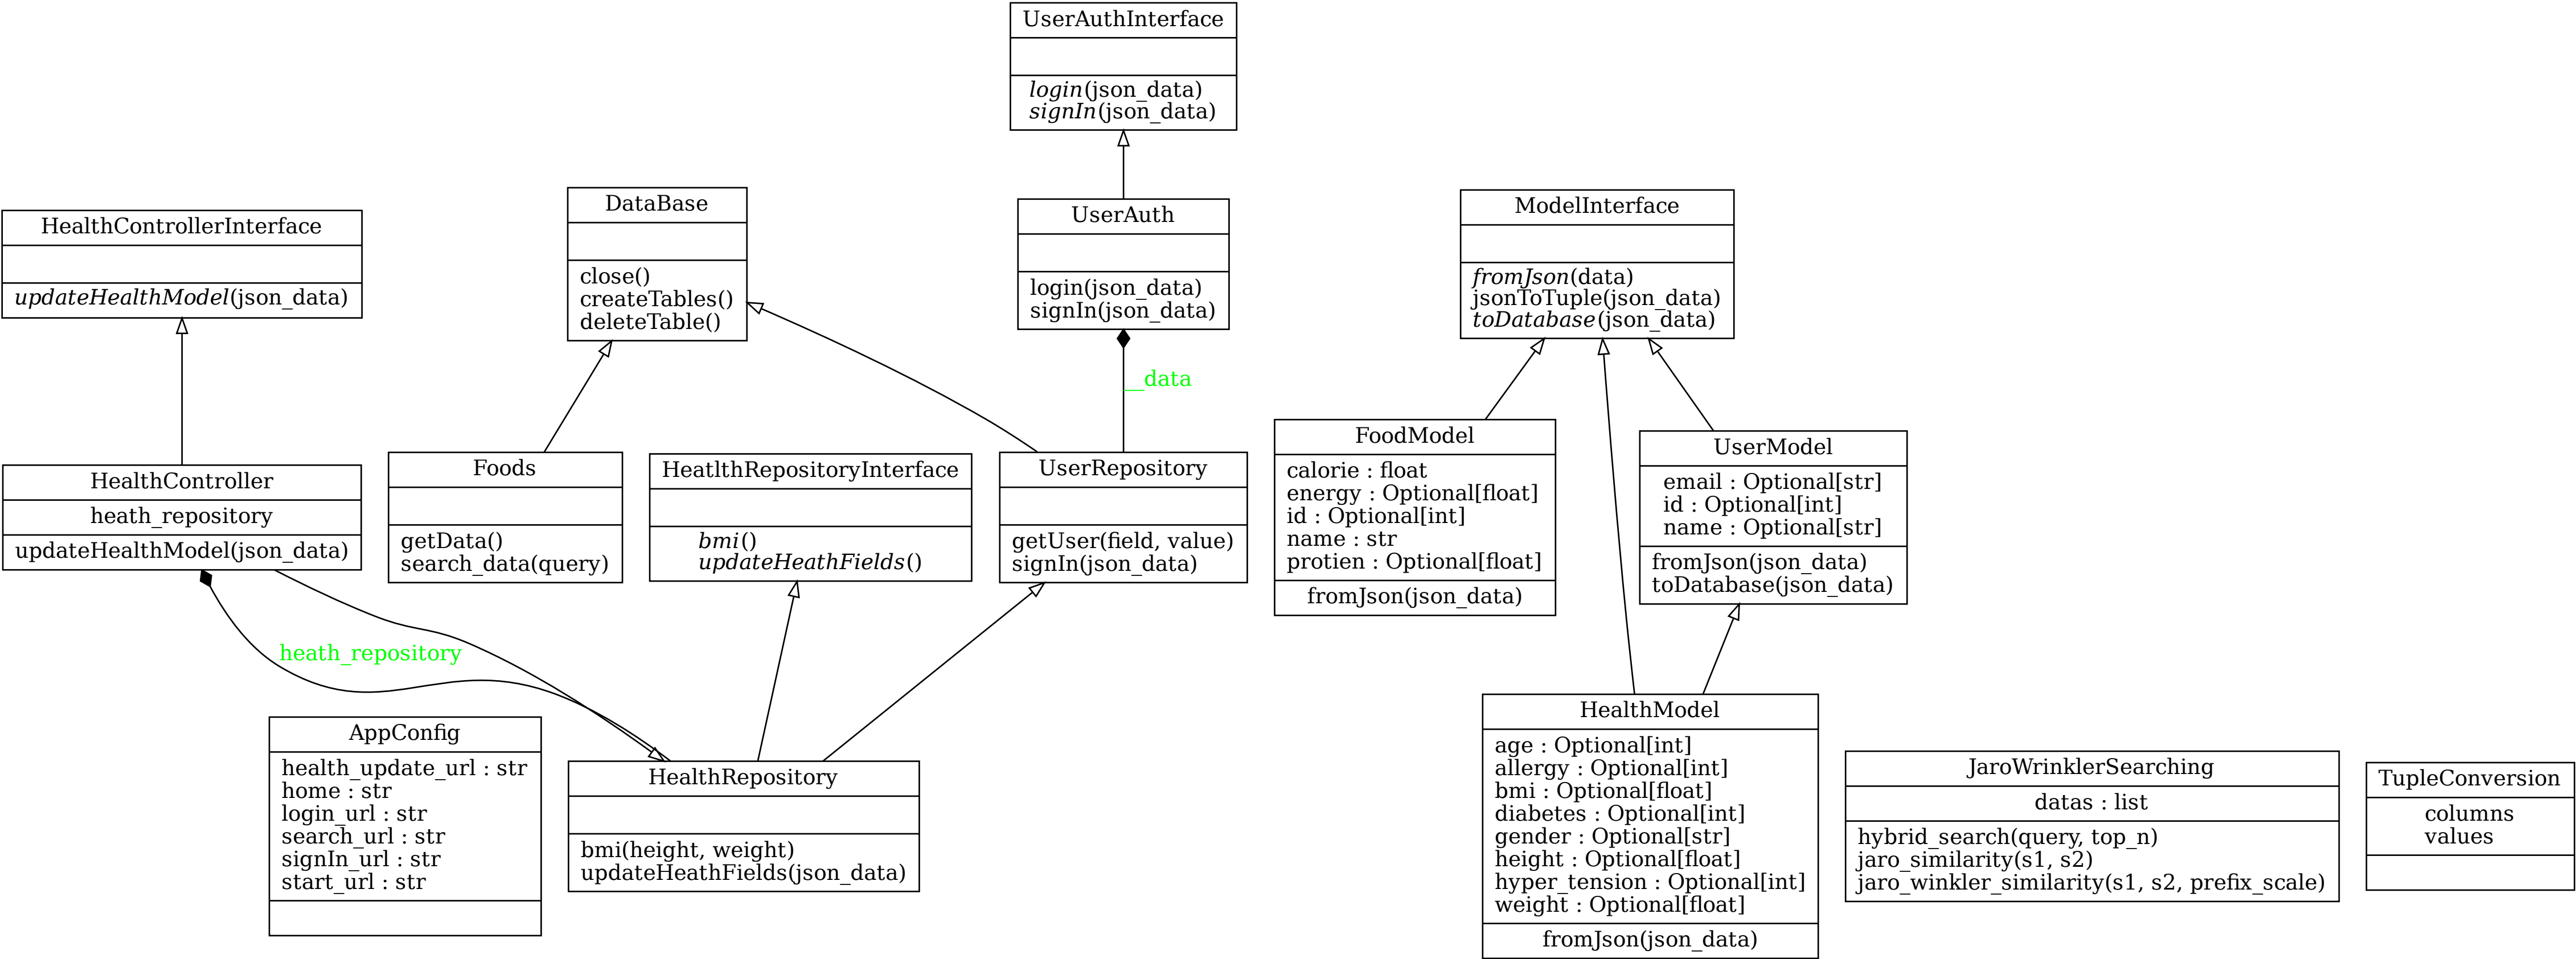 UserAuthInterface
login(json_data)
signIn(json_data)
HealthControllerInterface
updateHealthModel(json_data)
DataBase
close()
createTables()
deleteTable()
UserAuth
login(json_data)
signIn(json_data)
ModelInterface
fromJson(data)
jsonToTuple(json_data)
toDatabase(json_data)
__data
HealthController
heath_repository
updateHealthModel(json_data)
Foods
getData()
search_data(query)
HeatlthRepositoryInterface
bmi()
updateHeathFields()
UserRepository
getUser(field, value)
signIn(json_data)
FoodModel
calorie : float
energy : Optional[float]
id : Optional[int]
name : str
protien : Optional[float]
fromJson(json_data)
UserModel
email : Optional[str]
id : Optional[int]
name : Optional[str]
fromJson(json_data)
toDatabase(json_data)
heath_repository
AppConfig
health_update_url : str
home : str
login_url : str
search_url : str
signIn_url : str
start_url : str
HealthRepository
bmi(height, weight)
updateHeathFields(json_data)
HealthModel
age : Optional[int]
allergy : Optional[int]
bmi : Optional[float]
diabetes : Optional[int]
gender : Optional[str]
height : Optional[float]
hyper_tension : Optional[int]
weight : Optional[float]
fromJson(json_data)
JaroWrinklerSearching
datas : list
hybrid_search(query, top_n)
jaro_similarity(s1, s2)
jaro_winkler_similarity(s1, s2, prefix_scale)
TupleConversion
columns
values